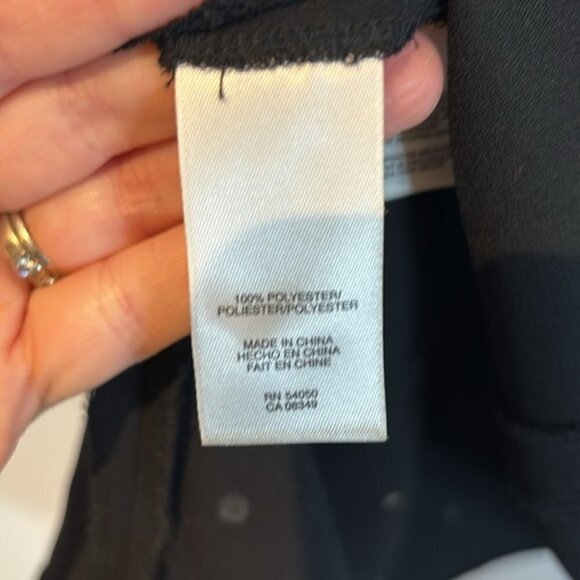 100% POLYESTER/
POLIESTER/POLYESTER
MADE IN CHINA
HECHO EN CHINA
FAIT EN CHINE
RN 54050
CA 08349